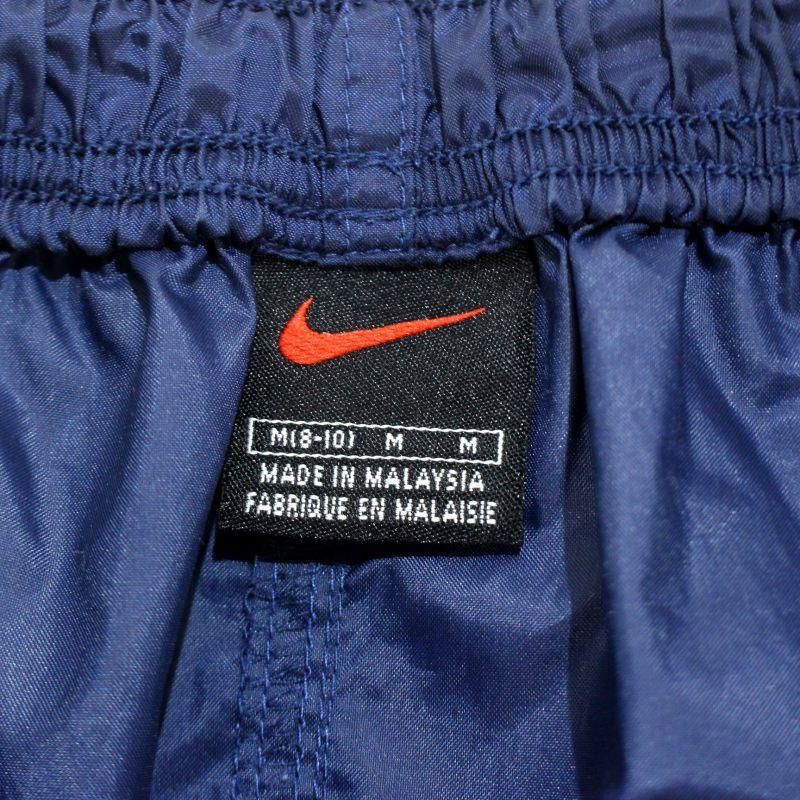 M(8-10) M M
MADE IN MALAYSIA
FABRIQUE EN MALAISIE